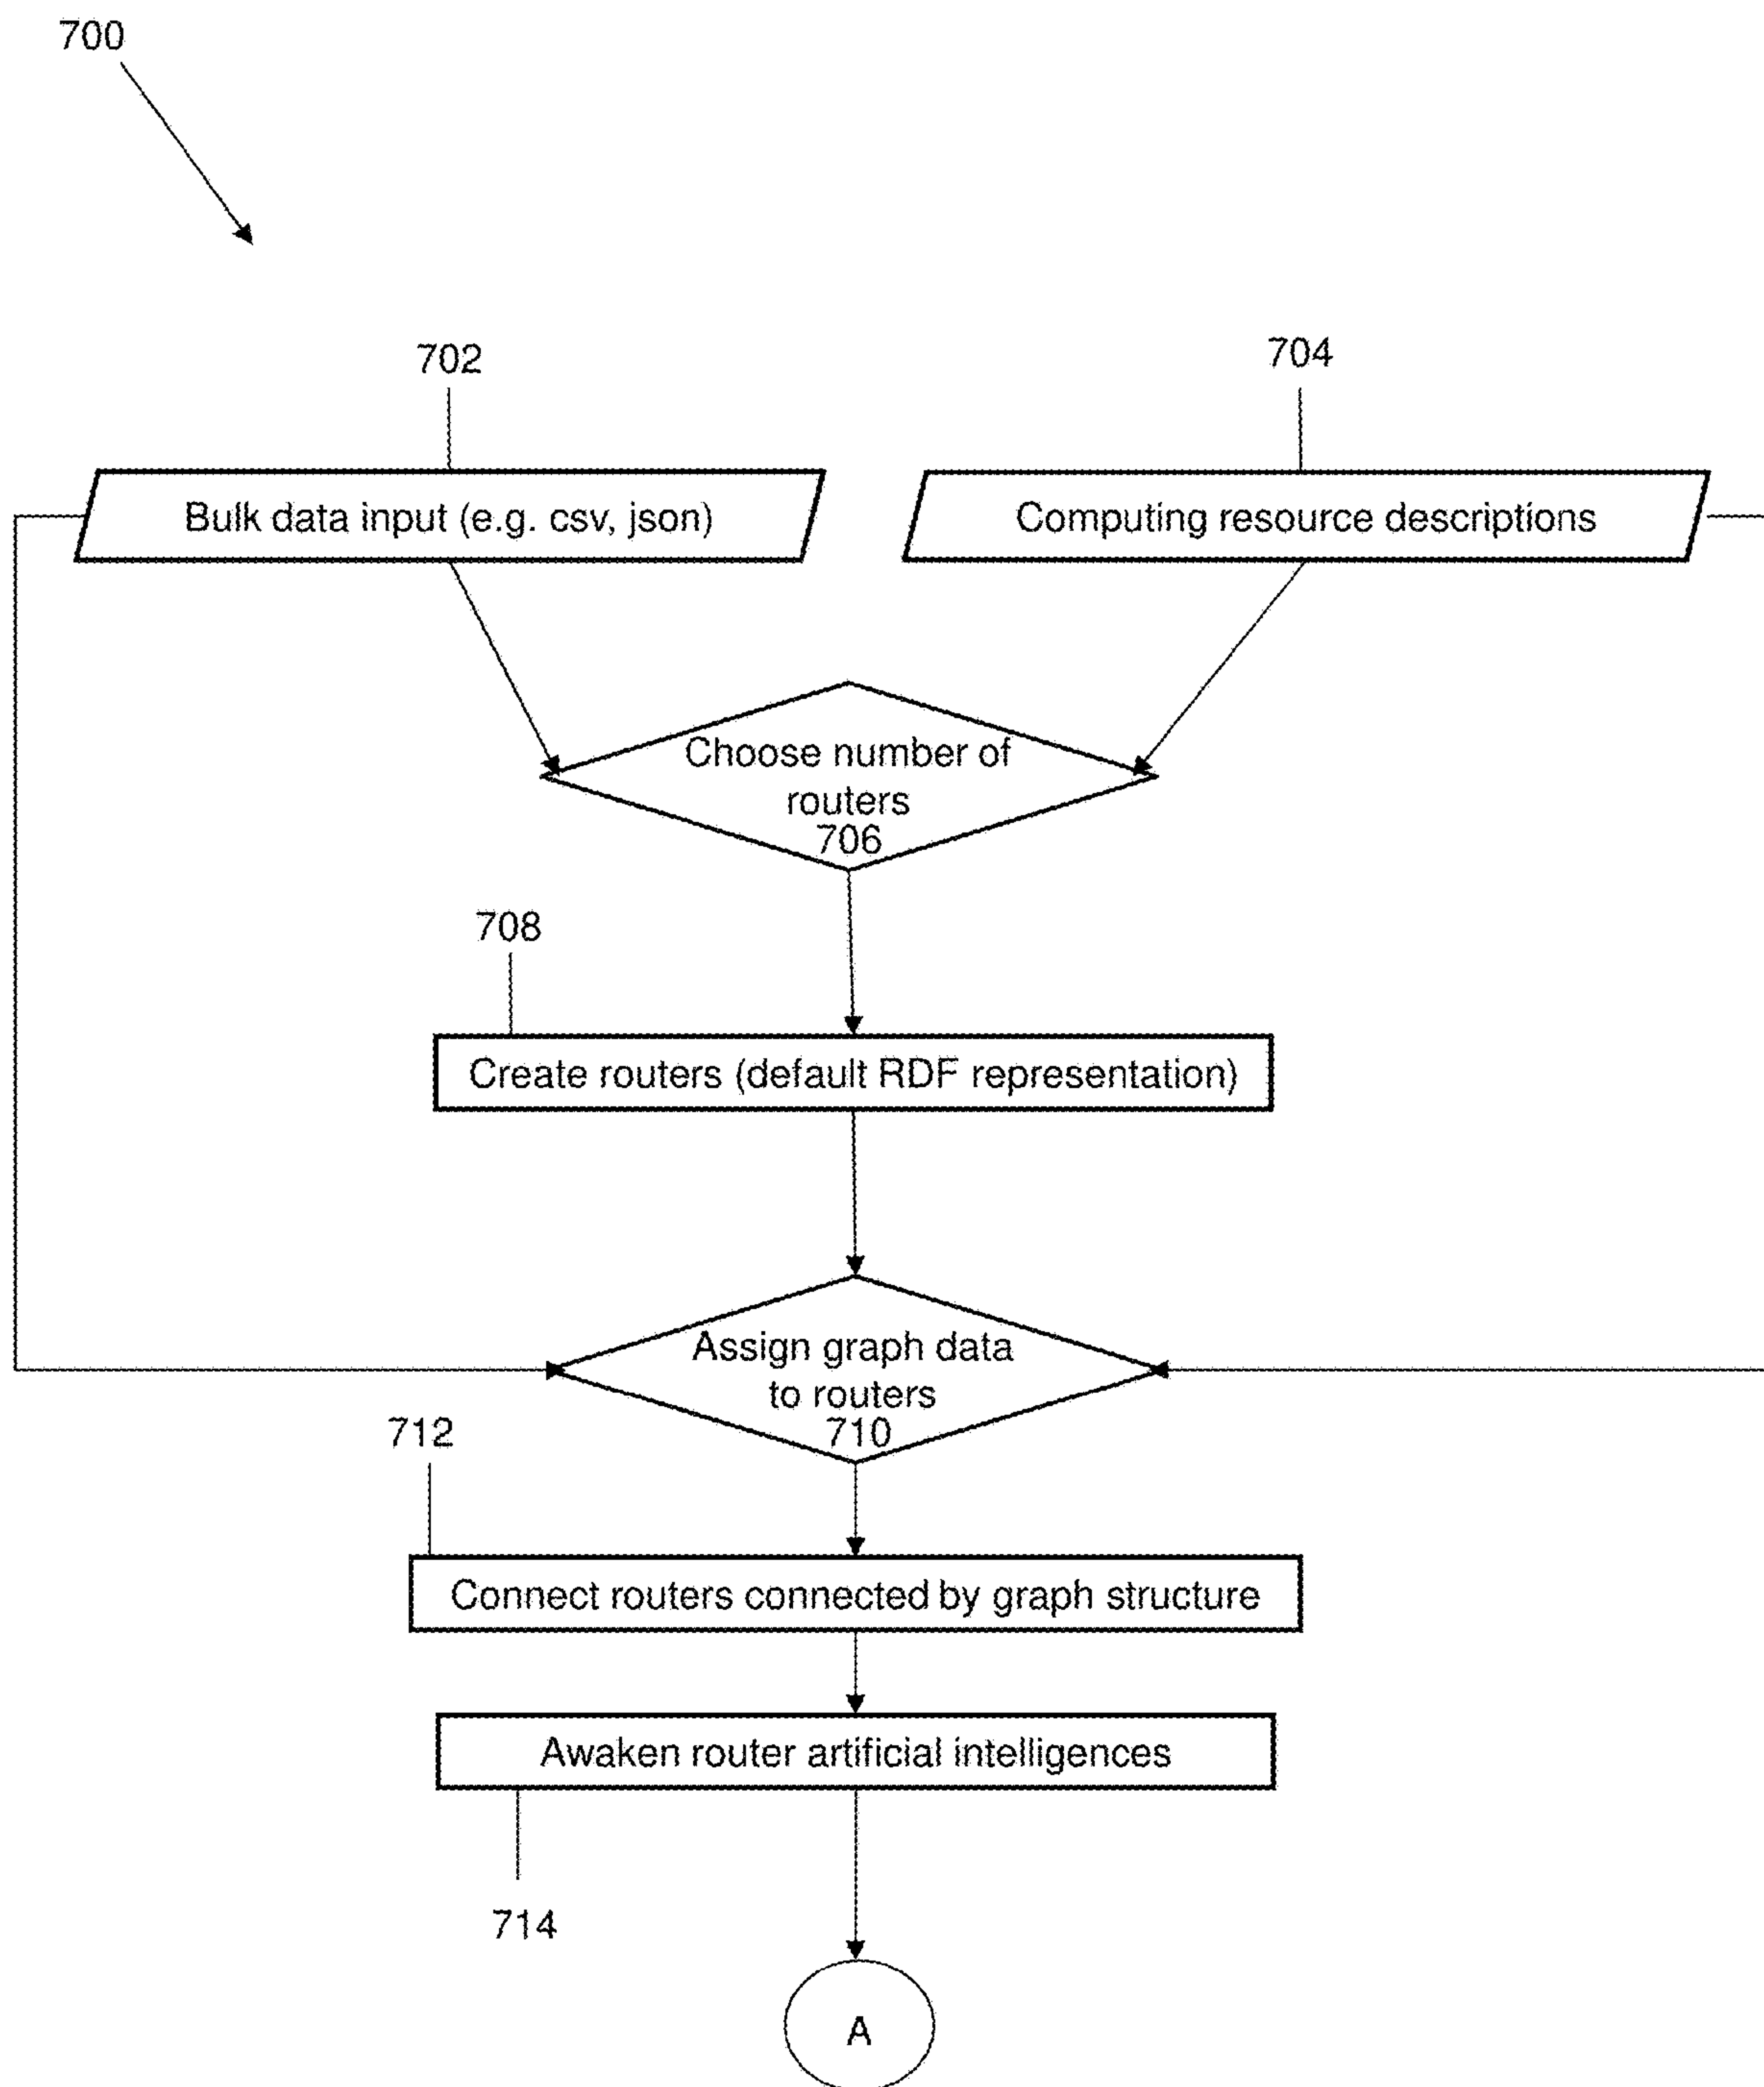 700
702
704
Bulk data input (e.g. csv, json)
Computing resource descriptions
Choose number of
routers
706
708
Create routers (default RDF representation)
Assign graph data
to routers
710
712
Connect routers connected by graph structure
Awaken router artificial intelligences
714
A